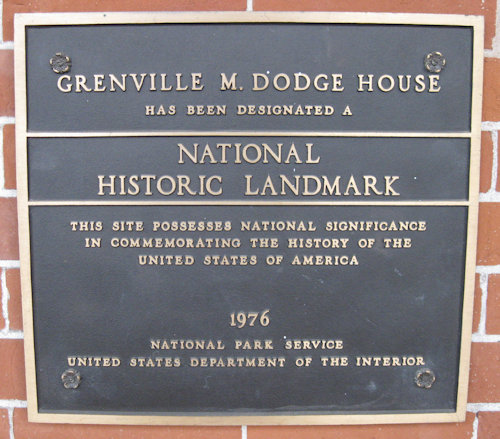 GRENVILLE M. DODGE HOUSE
HAS BEEN DESIGNATED A
NATIONAL
HISTORIC LANDMARK
THIS SITE POSSESSES NATIONAL SIGNIFICANCE
IN COMMEMORATING THE HISTORY OF THE
UNITED STATES OF AMERICA
1976
NATIONAL PARK SERVICE
UNITED STATES DEPARTMENT OF THE INTERIOR